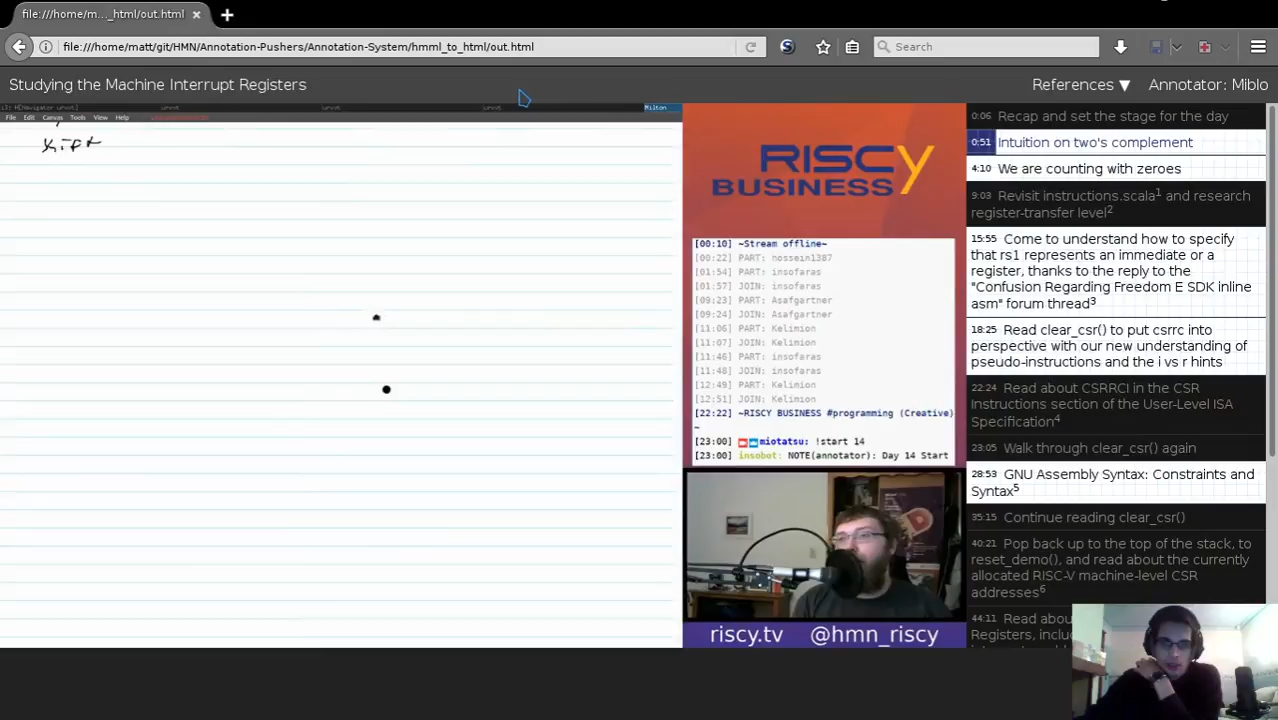 file:///home/m..._html/out.html
file:///home/matt/git/HMN/Annotation-Pushers/Annotation-System/hmml_to_html/out.html
Search
Studying the Machine Interrupt Registers
References ▼ Annotator: Miblo
Milton
File Edit Canvas Tools View Help
RISCY
BUSINESS
[00:10] ~Stream offline~
[00:22] PART: hossein1387
[01:54] PART: insofaras
[01:57] JOIN: insofaras
[09:23] PART: Asafgartner
[09:24] JOIN: Asafgartner
[11:06] PART: Kelimion
[11:07] JOIN: Kelimion
[11:46] PART: insofaras
[11:48] JOIN: insofaras
[12:49] PART: Kelimion
[12:51] JOIN: Kelimion
[22:22] ~RISCY BUSINESS #programming (Creative)
~
[23:00] miotatsu: !start 14
[23:00] insobot: NOTE(annotator): Day 14 Start
riscy.tv @hmn_riscy
0:06 Recap and set the stage for the day
0:51 Intuition on two's complement
4:10 We are counting with zeroes
9:03 Revisit instructions.scala1 and research
register-transfer level2
15:55 Come to understand how to specify
that rs1 represents an immediate or a
register, thanks to the reply to the
"Confusion Regarding Freedom E SDK inline
asm" forum thread3
18:25 Read clear_csr() to put csrrc into
perspective with our new understanding of
pseudo-instructions and the i vs r hints
22:24 Read about CSRRCI in the CSR
Instructions section of the User-Level ISA
Specification4
23:05 Walk through clear_csr() again
28:53 GNU Assembly Syntax: Constraints and
Syntax5
35:15 Continue reading clear_csr()
40:21 Pop back up to the top of the stack, to
reset_demo(), and read about the currently
allocated RISC-V machine-level CSR
addresses6
44:11 Read abou
Registers, inclu